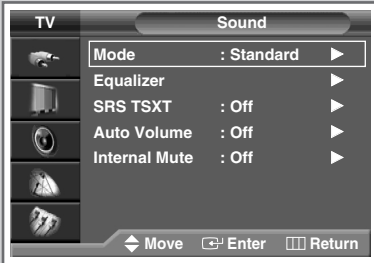 TV Sound
Mode : Standard
Equalizer
SRS TSXT : Off
Auto Volume : Off
Internal Mute : Off
Move Enter Return